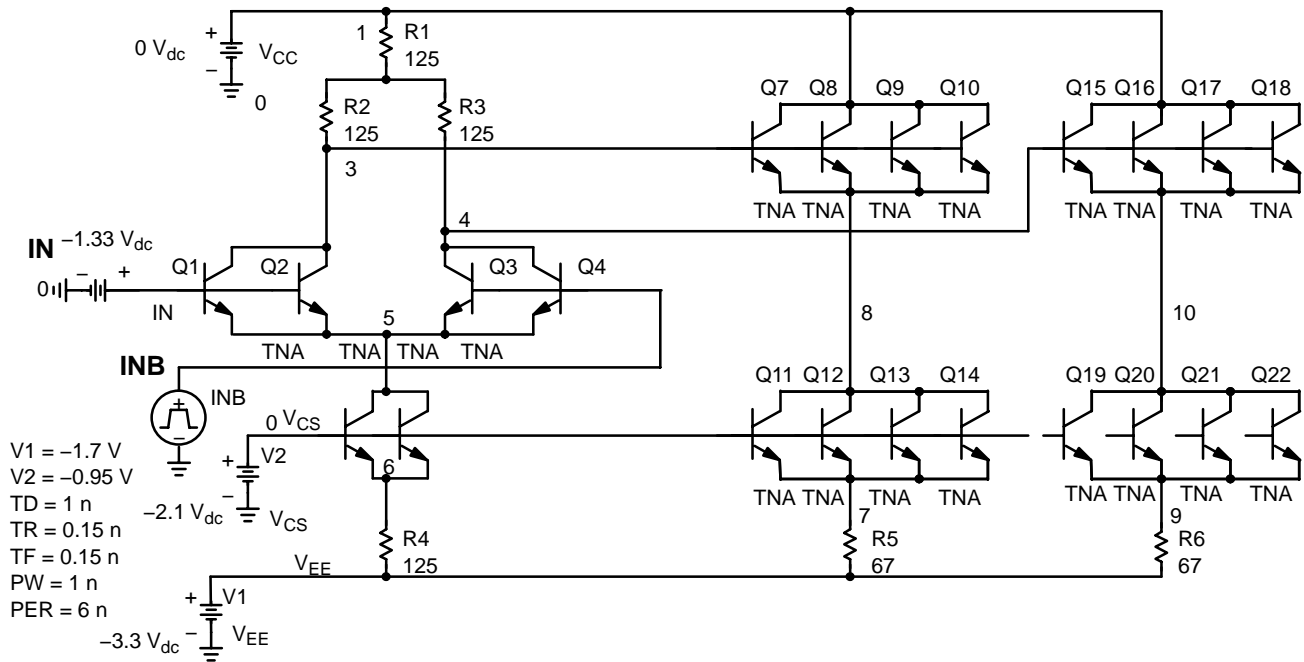 1
R1
125
0 Vdc
+
−
VCC
0
R2
125
R3
125
3
4
Q7 Q8 Q9 Q10
TNA TNA TNA TNA
Q15 Q16 Q17 Q18
TNA TNA TNA TNA
IN −1.33 Vdc
0 − +
IN
Q1 Q2 Q3 Q4
5
TNA TNA TNA TNA
8
10
INB
INB
+
−
V1 = −1.7 V
V2 = −0.95 V
TD = 1 n
TR = 0.15 n
TF = 0.15 n
PW = 1 n
PER = 6 n
0 VCS
+ V2
−
−2.1 Vdc
VCS
6
R4
125
Q11 Q12 Q13 Q14
TNA TNA TNA TNA
7
R5
67
Q19 Q20 Q21 Q22
TNA TNA TNA TNA
9
R6
67
VEE
+ V1
−
−3.3 Vdc
VEE